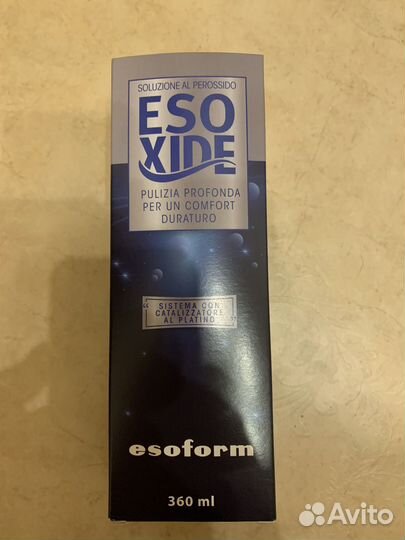 SOLUZIONE AL PEROSSIDO
ESO
XIDE
PULIZIA PROFONDA
PER UN COMFORT
DURATURO
“ SISTEMA CON
CATALIZZATORE
AL PLATINO ”
esoform
360 ml
Avito